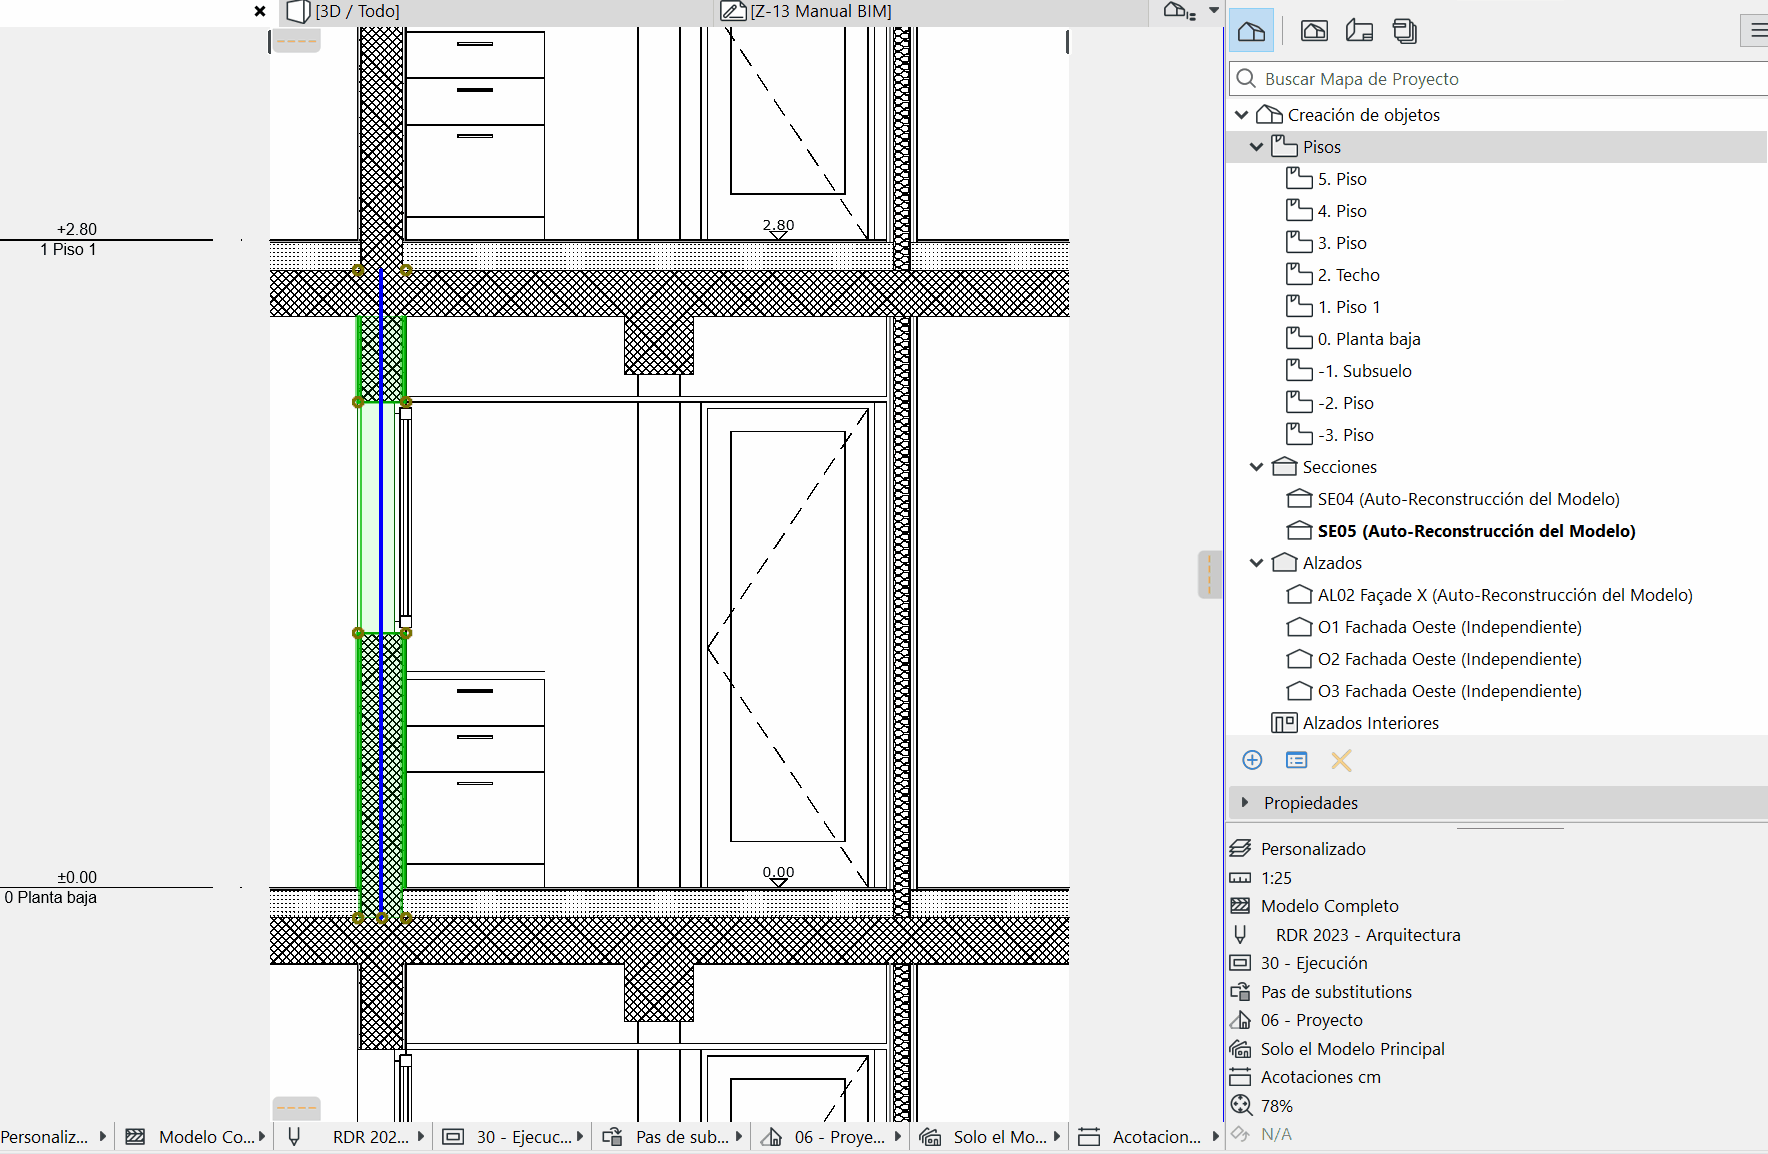 [3D / Todo]
[Z-13 Manual BIM]
Buscar Mapa de Proyecto
Creación de objetos
Pisos
5. Piso
4. Piso
3. Piso
2. Techo
1. Piso 1
0. Planta baja
-1. Subsuelo
-2. Piso
-3. Piso
Secciones
SE04 (Auto-Reconstrucción del Modelo)
SE05 (Auto-Reconstrucción del Modelo)
Alzados
AL02 Façade X (Auto-Reconstrucción del Modelo)
O1 Fachada Oeste (Independiente)
O2 Fachada Oeste (Independiente)
O3 Fachada Oeste (Independiente)
Alzados Interiores
Propiedades
Personalizado
1:25
Modelo Completo
RDR 2023 - Arquitectura
30 - Ejecución
Pas de substitutions
06 - Proyecto
Solo el Modelo Principal
Acotaciones cm
78%
N/A
+2.80
1 Piso 1
2.80
±0.00
0 Planta baja
0.00
Personaliz...
Modelo Co...
RDR 202...
30 - Ejecuc...
Pas de sub...
06 - Proye...
Solo el Mo...
Acotacion...